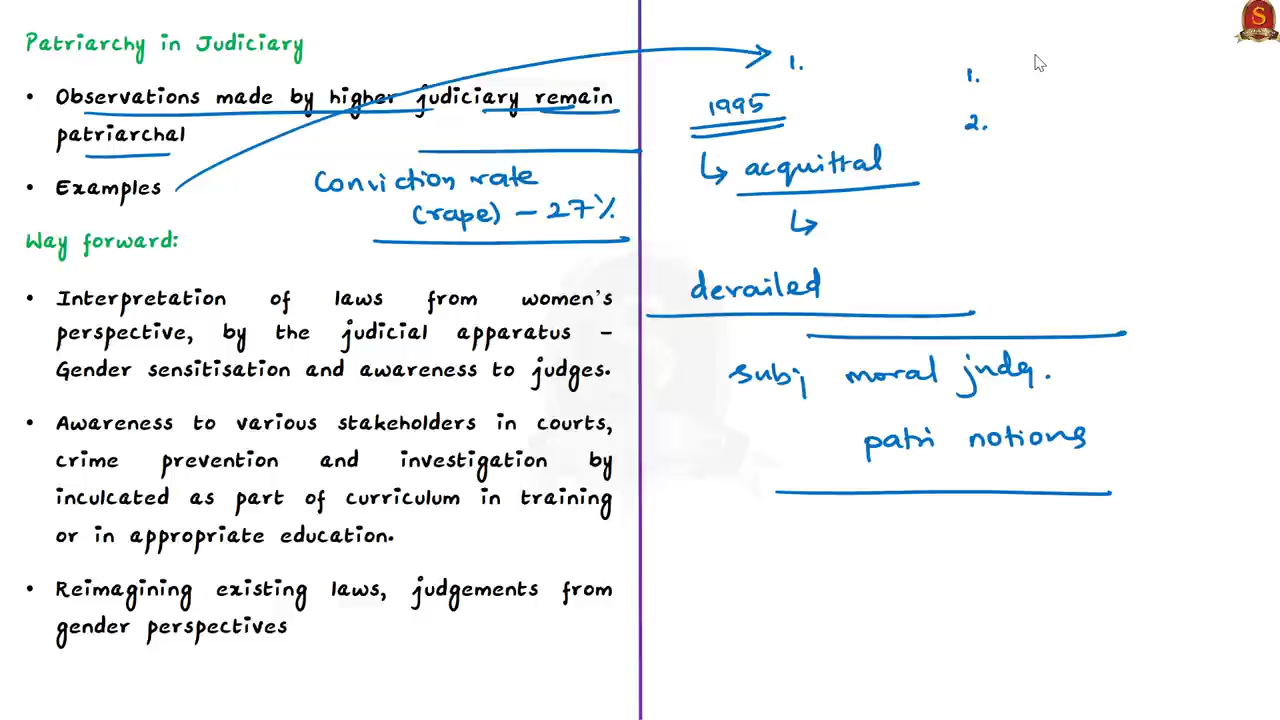 Patriarchy in Judiciary
• Observations made by higher judiciary remain
patriarchal
• Examples
Conviction rate
(rape) – 27%
Way forward:
• Interpretation of laws from women's
perspective, by the judicial apparatus –
Gender sensitisation and awareness to judges.
• Awareness to various stakeholders in courts,
crime prevention and investigation by
inculcated as part of curriculum in training
or in appropriate education.
• Reimagining existing laws, judgements from
gender perspectives
1.
1995
↳ acquittal
↳
derailed
subj moral judg.
patri notions
1.
2.
S